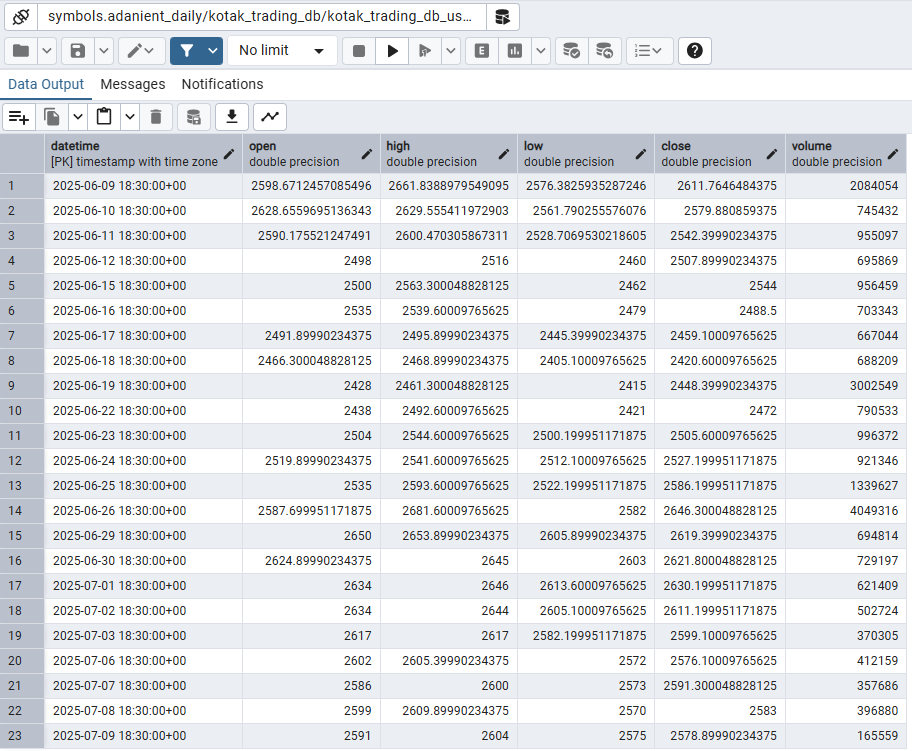 symbols.adanient_daily/kotak_trading_db/kotak_trading_db_us...
No limit
E
Data Output Messages Notifications
datetime open high low close volume
[PK] timestamp with time zone double precision double precision double precision double precision double precision
1 2025-06-09 18:30:00+00 2598.6712457085496 2661.8388979549095 2576.3825935287246 2611.7646484375 2084054
2 2025-06-10 18:30:00+00 2628.6559695136343 2629.555411972903 2561.790255576076 2579.880859375 745432
3 2025-06-11 18:30:00+00 2590.175521247491 2600.470305867311 2528.7069530218605 2542.39990234375 955097
4 2025-06-12 18:30:00+00 2498 2516 2460 2507.89990234375 695869
5 2025-06-15 18:30:00+00 2500 2563.300048828125 2462 2544 956459
6 2025-06-16 18:30:00+00 2535 2539.60009765625 2479 2488.5 703343
7 2025-06-17 18:30:00+00 2491.89990234375 2495.89990234375 2445.39990234375 2459.10009765625 667044
8 2025-06-18 18:30:00+00 2466.300048828125 2468.89990234375 2405.10009765625 2420.60009765625 688209
9 2025-06-19 18:30:00+00 2428 2461.300048828125 2415 2448.39990234375 3002549
10 2025-06-22 18:30:00+00 2438 2492.60009765625 2421 2472 790533
11 2025-06-23 18:30:00+00 2504 2544.60009765625 2500.199951171875 2505.60009765625 996372
12 2025-06-24 18:30:00+00 2519.89990234375 2541.60009765625 2512.10009765625 2527.199951171875 921346
13 2025-06-25 18:30:00+00 2535 2593.60009765625 2522.199951171875 2586.199951171875 1339627
14 2025-06-26 18:30:00+00 2587.699951171875 2681.60009765625 2582 2646.300048828125 4049316
15 2025-06-29 18:30:00+00 2650 2653.89990234375 2605.89990234375 2619.39990234375 694814
16 2025-06-30 18:30:00+00 2624.89990234375 2645 2603 2621.800048828125 729197
17 2025-07-01 18:30:00+00 2634 2646 2613.60009765625 2630.199951171875 621409
18 2025-07-02 18:30:00+00 2634 2644 2605.10009765625 2611.199951171875 502724
19 2025-07-03 18:30:00+00 2617 2617 2582.199951171875 2599.10009765625 370305
20 2025-07-06 18:30:00+00 2602 2605.39990234375 2572 2576.10009765625 412159
21 2025-07-07 18:30:00+00 2586 2600 2573 2591.300048828125 357686
22 2025-07-08 18:30:00+00 2599 2609.89990234375 2570 2583 396880
23 2025-07-09 18:30:00+00 2591 2604 2575 2578.89990234375 165559